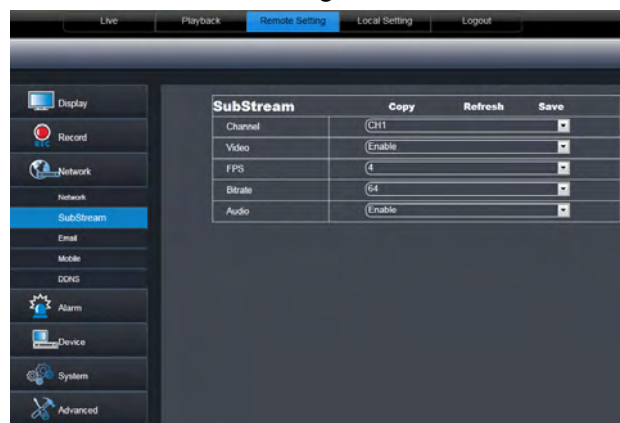 Live Playback Remote Setting Local Setting Logout
Display
Record
REC
Network
Network
SubStream
Email
Mobile
DDNS
Alarm
Device
System
Advanced
SubStream Copy Refresh Save
Channel CH1
Video Enable
FPS 4
Bitrate 64
Audio Enable